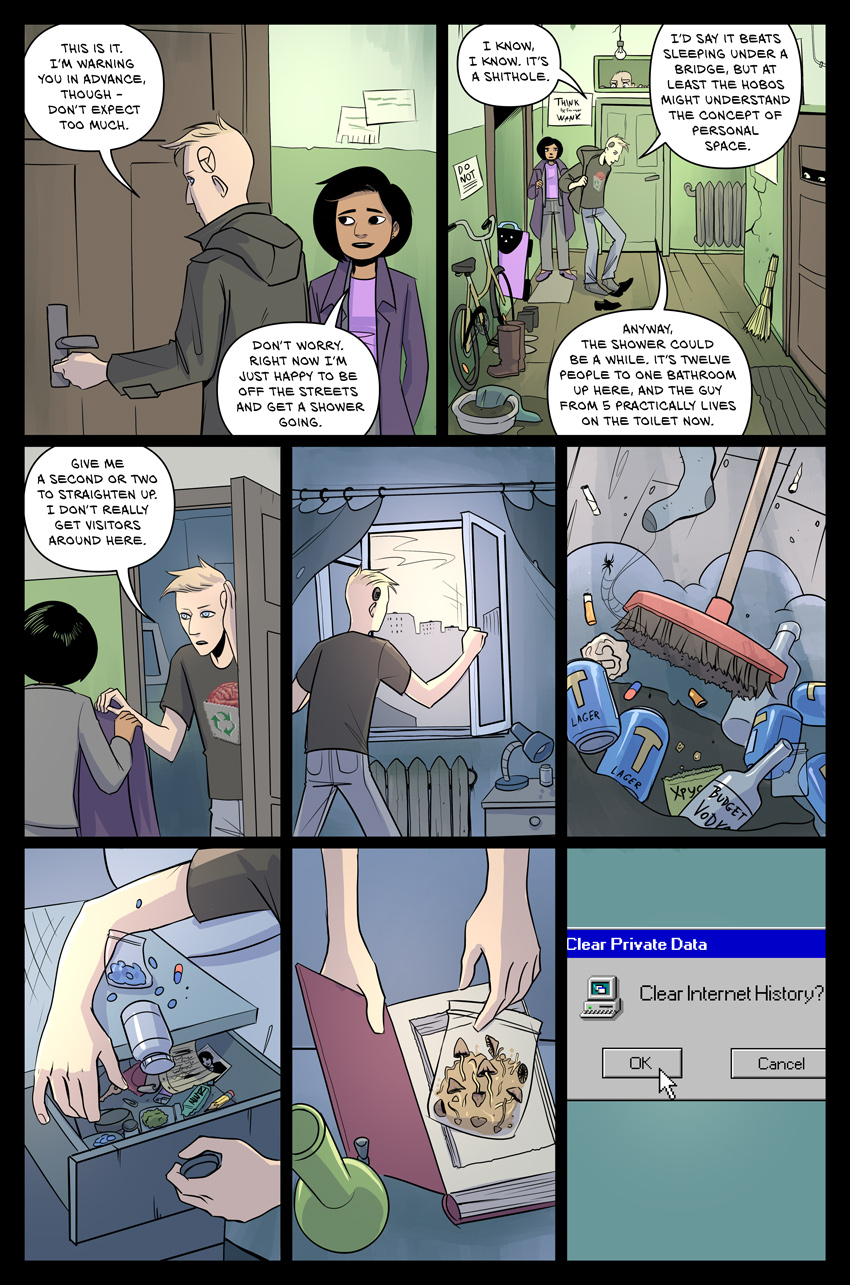 THIS IS IT.
I'M WARNING
YOU IN ADVANCE,
THOUGH –
DON'T EXPECT
TOO MUCH.
DON'T WORRY.
RIGHT NOW I'M
JUST HAPPY TO BE
OFF THE STREETS
AND GET A SHOWER
GOING.
I KNOW,
I KNOW. IT'S
A SHITHOLE.
I'D SAY IT BEATS
SLEEPING UNDER A
BRIDGE, BUT AT
LEAST THE HOBOS
MIGHT UNDERSTAND
THE CONCEPT OF
PERSONAL
SPACE.
THINK
WANK
DO
NOT
ANYWAY,
THE SHOWER COULD
BE A WHILE. IT'S TWELVE
PEOPLE TO ONE BATHROOM
UP HERE, AND THE GUY
FROM 5 PRACTICALLY LIVES
ON THE TOILET NOW.
GIVE ME
A SECOND OR TWO
TO STRAIGHTEN UP.
I DON'T REALLY
GET VISITORS
AROUND HERE.
T
LAGER
T
LAGER
T
T
ХРУС
BUDGET
VODK
Clear Private Data
Clear Internet History?
OK
Cancel